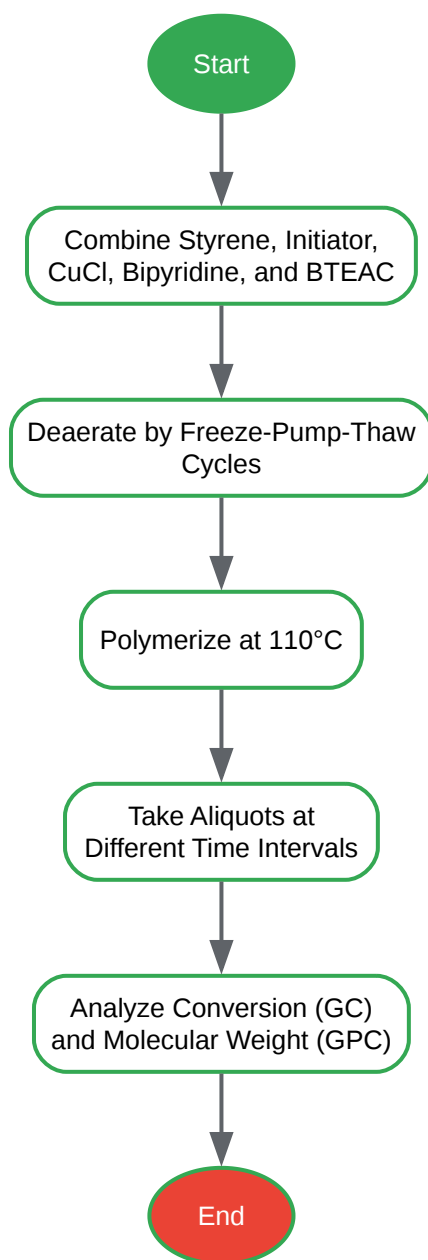 Start
Combine Styrene, Initiator,
CuCl, Bipyridine, and BTEAC
Deaerate by Freeze-Pump-Thaw
Cycles
Polymerize at 110°C
Take Aliquots at
Different Time Intervals
Analyze Conversion (GC)
and Molecular Weight (GPC)
End